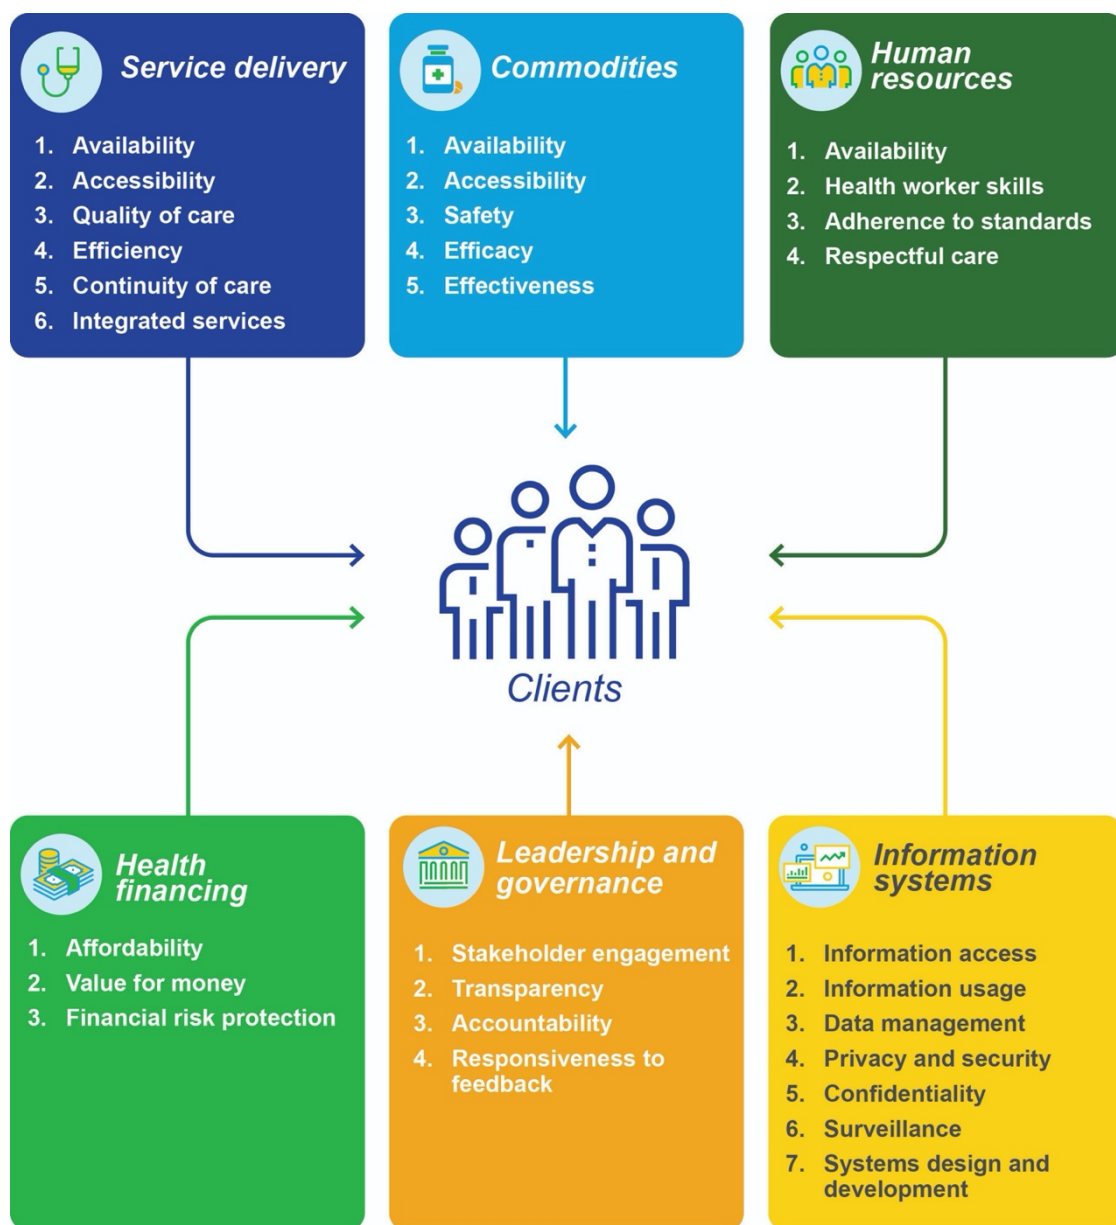 Service delivery
1. Availability
2. Accessibility
3. Quality of care
4. Efficiency
5. Continuity of care
6. Integrated services
Commodities
1. Availability
2. Accessibility
3. Safety
4. Efficacy
5. Effectiveness
Human
resources
1. Availability
2. Health worker skills
3. Adherence to standards
4. Respectful care
Clients
Health
financing
1. Affordability
2. Value for money
3. Financial risk protection
Leadership and
governance
1. Stakeholder engagement
2. Transparency
3. Accountability
4. Responsiveness to
feedback
Information
systems
1. Information access
2. Information usage
3. Data management
4. Privacy and security
5. Confidentiality
6. Surveillance
7. Systems design and
development